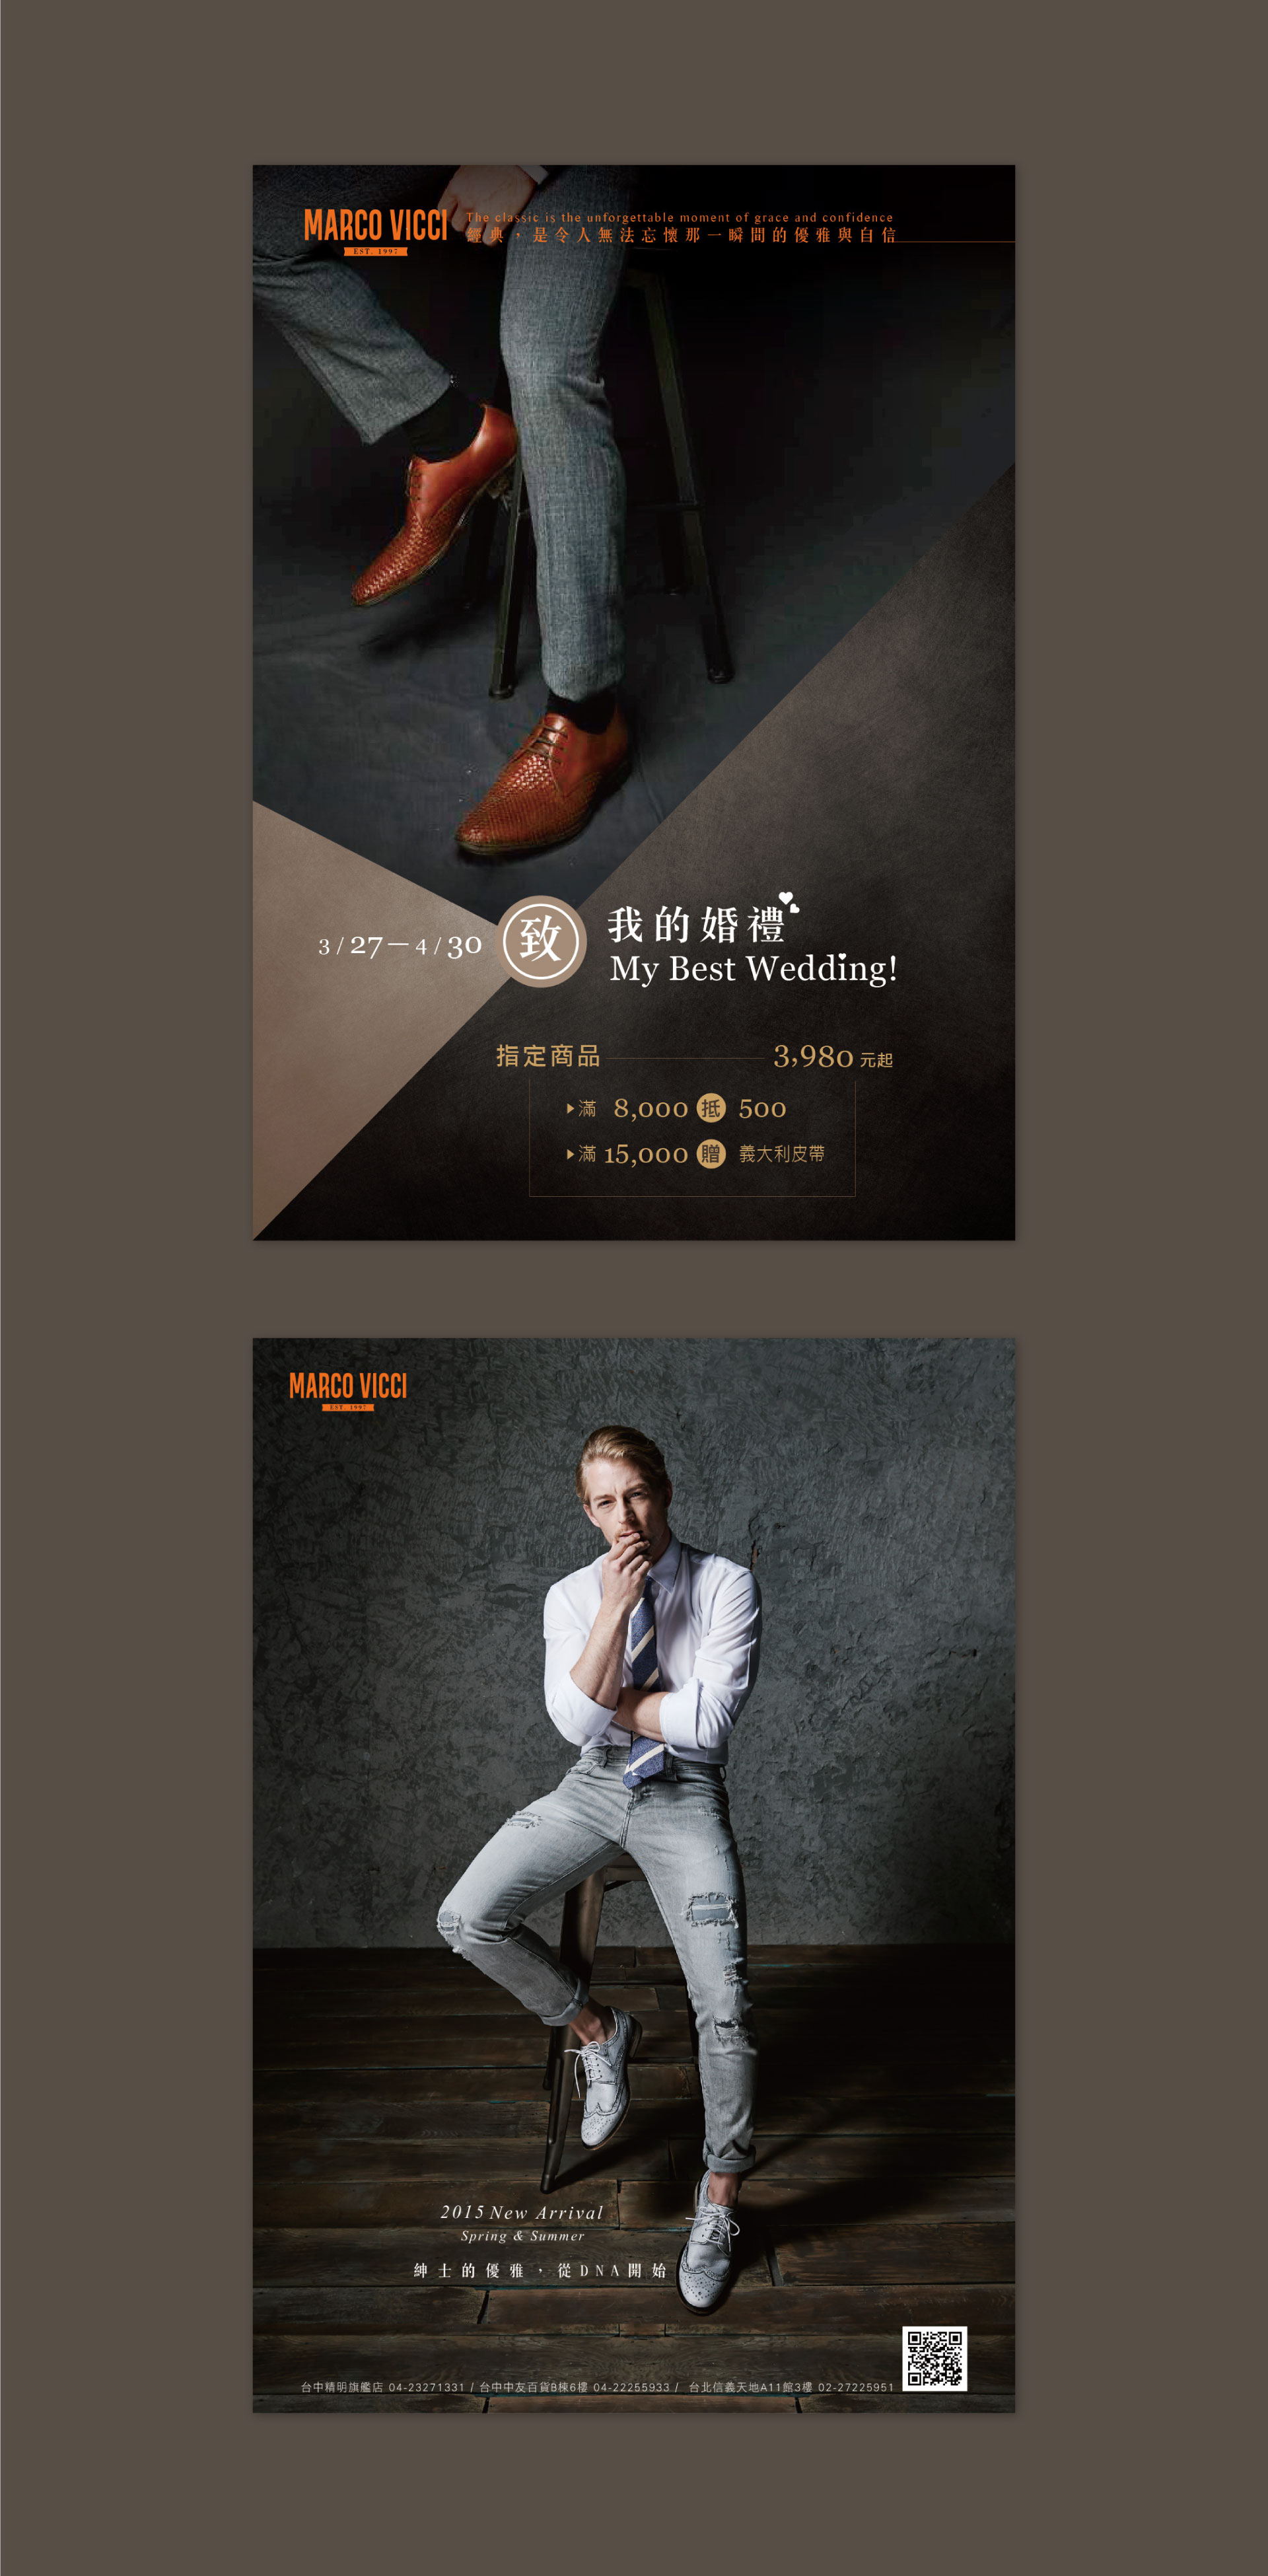 MARCO VICCI
EST. 1997
The classic is the unforgettable moment of grace and confidence
經典，是令人無法忘懷那一瞬間的優雅與自信
3/27—4/30
致
我的婚禮
My Best Wedding!
指定商品 3,980元起
滿 8,000 抵 500
滿 15,000 贈 義大利皮帶
MARCO VICCI
EST. 1997
2015 New Arrival
Spring & Summer
紳士的優雅，從DNA開始
台中精明旗艦店 04-23271331 / 台中中友百貨B棟6樓 04-22255933 / 台北信義天地A11館3樓 02-27225951